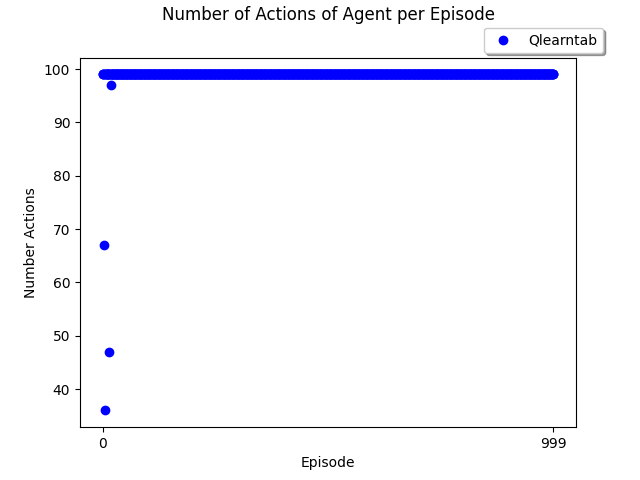 Number of Actions of Agent per Episode
Qlearntab
100
90
80
70
60
50
40
Number Actions
0
999
Episode